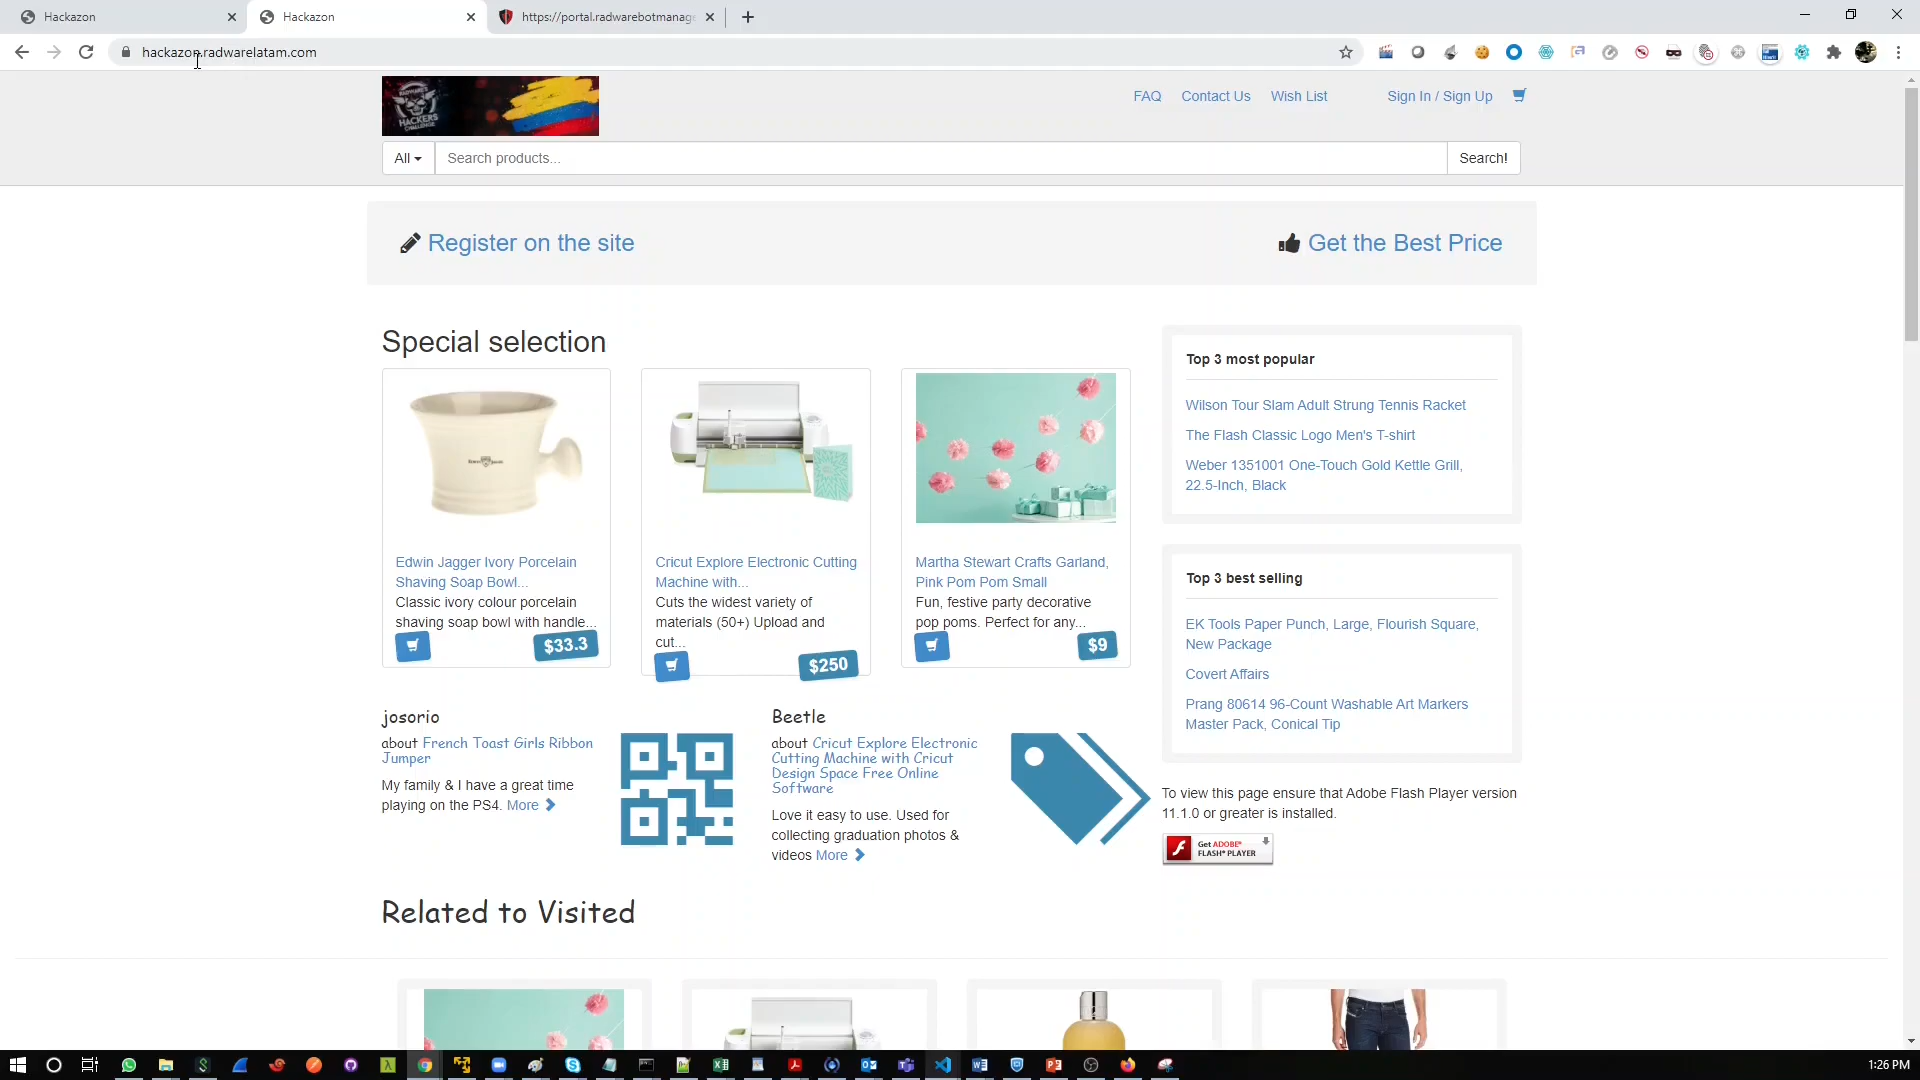 Hackazon
Hackazon
https://portal.radwarebotmanage
hackazon.radwarelatam.com
RADWARE'S
HACKERS
CHALLENGE
FAQ
Contact Us
Wish List
Sign In / Sign Up
All
Search products...
Search!
Register on the site
Get the Best Price
Special selection
Edwin Jagger Ivory Porcelain
Shaving Soap Bowl...
Classic ivory colour porcelain
shaving soap bowl with handle...
$33.3
Cricut Explore Electronic Cutting
Machine with...
Cuts the widest variety of
materials (50+) Upload and
cut...
$250
Martha Stewart Crafts Garland,
Pink Pom Pom Small
Fun, festive party decorative
pop poms. Perfect for any...
$9
Top 3 most popular
Wilson Tour Slam Adult Strung Tennis Racket
The Flash Classic Logo Men's T-shirt
Weber 1351001 One-Touch Gold Kettle Grill,
22.5-Inch, Black
Top 3 best selling
EK Tools Paper Punch, Large, Flourish Square,
New Package
Covert Affairs
Prang 80614 96-Count Washable Art Markers
Master Pack, Conical Tip
josorio
about French Toast Girls Ribbon
Jumper
My family & I have a great time
playing on the PS4. More
Beetle
about Cricut Explore Electronic
Cutting Machine with Cricut
Design Space Free Online
Software
Love it easy to use. Used for
collecting graduation photos &
videos More
To view this page ensure that Adobe Flash Player version
11.1.0 or greater is installed.
Get ADOBE®
FLASH® PLAYER
Related to Visited
1:26 PM